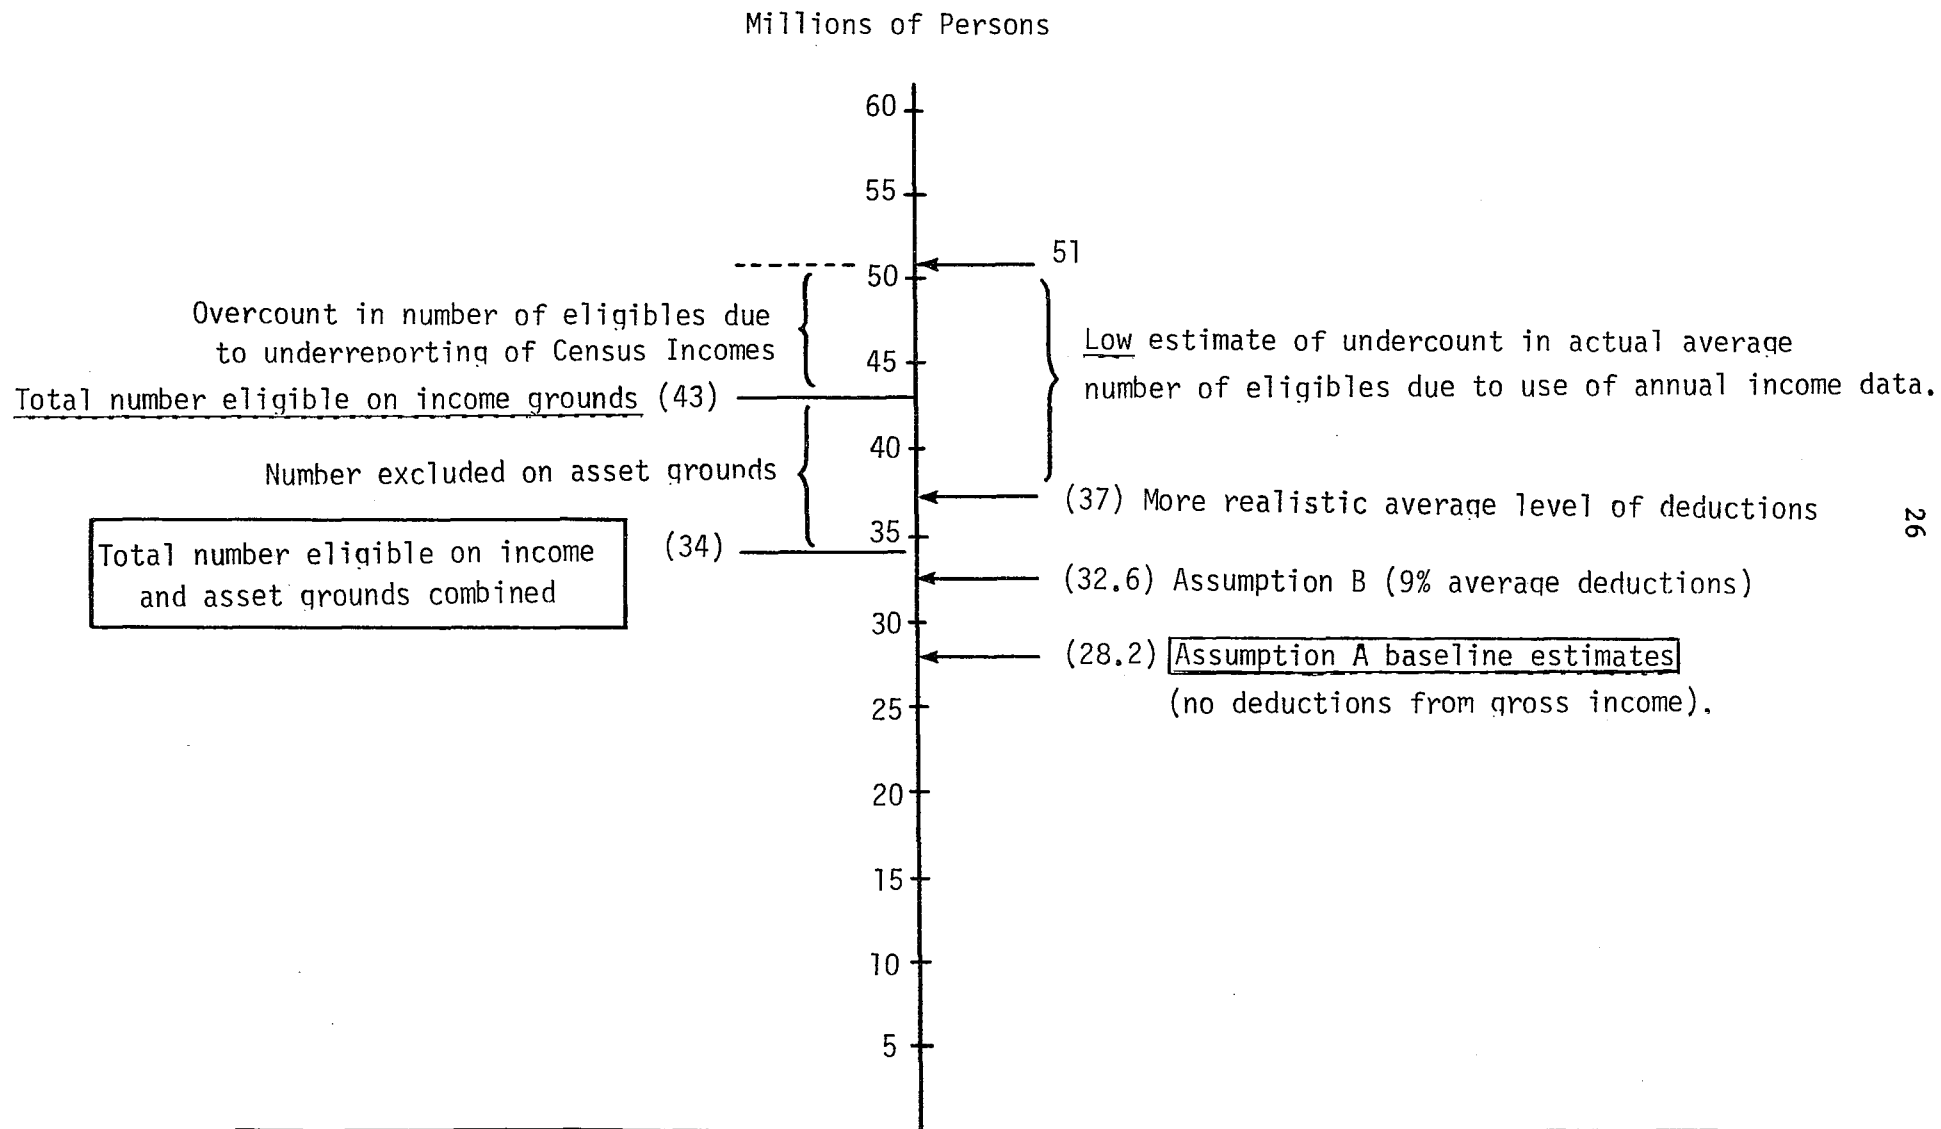 Millions of Persons
60
55
51
50
Overcount in number of eligibles due
to underreporting of Census Incomes
Low estimate of undercount in actual average
number of eligibles due to use of annual income data.
45
Total number eligible on income grounds (43)
40
Number excluded on asset grounds
(37) More realistic average level of deductions
26
35
(34)
Total number eligible on income
and asset grounds combined
(32.6) Assumption B (9% average deductions)
30
(28.2) Assumption A baseline estimates
(no deductions from gross income).
25
20
15
10
5